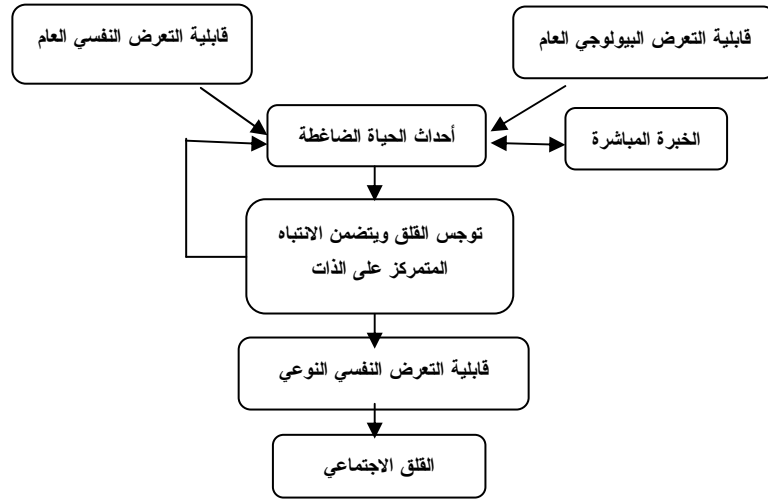 قابلية التعرض البيولوجي العام
قابلية التعرض النفسي العام
أحداث الحياة الضاغطة
الخبرة المباشرة
توجس القلق ويتضمن الانتباه
المتمركز على الذات
قابلية التعرض النفسي النوعي
القلق الاجتماعي